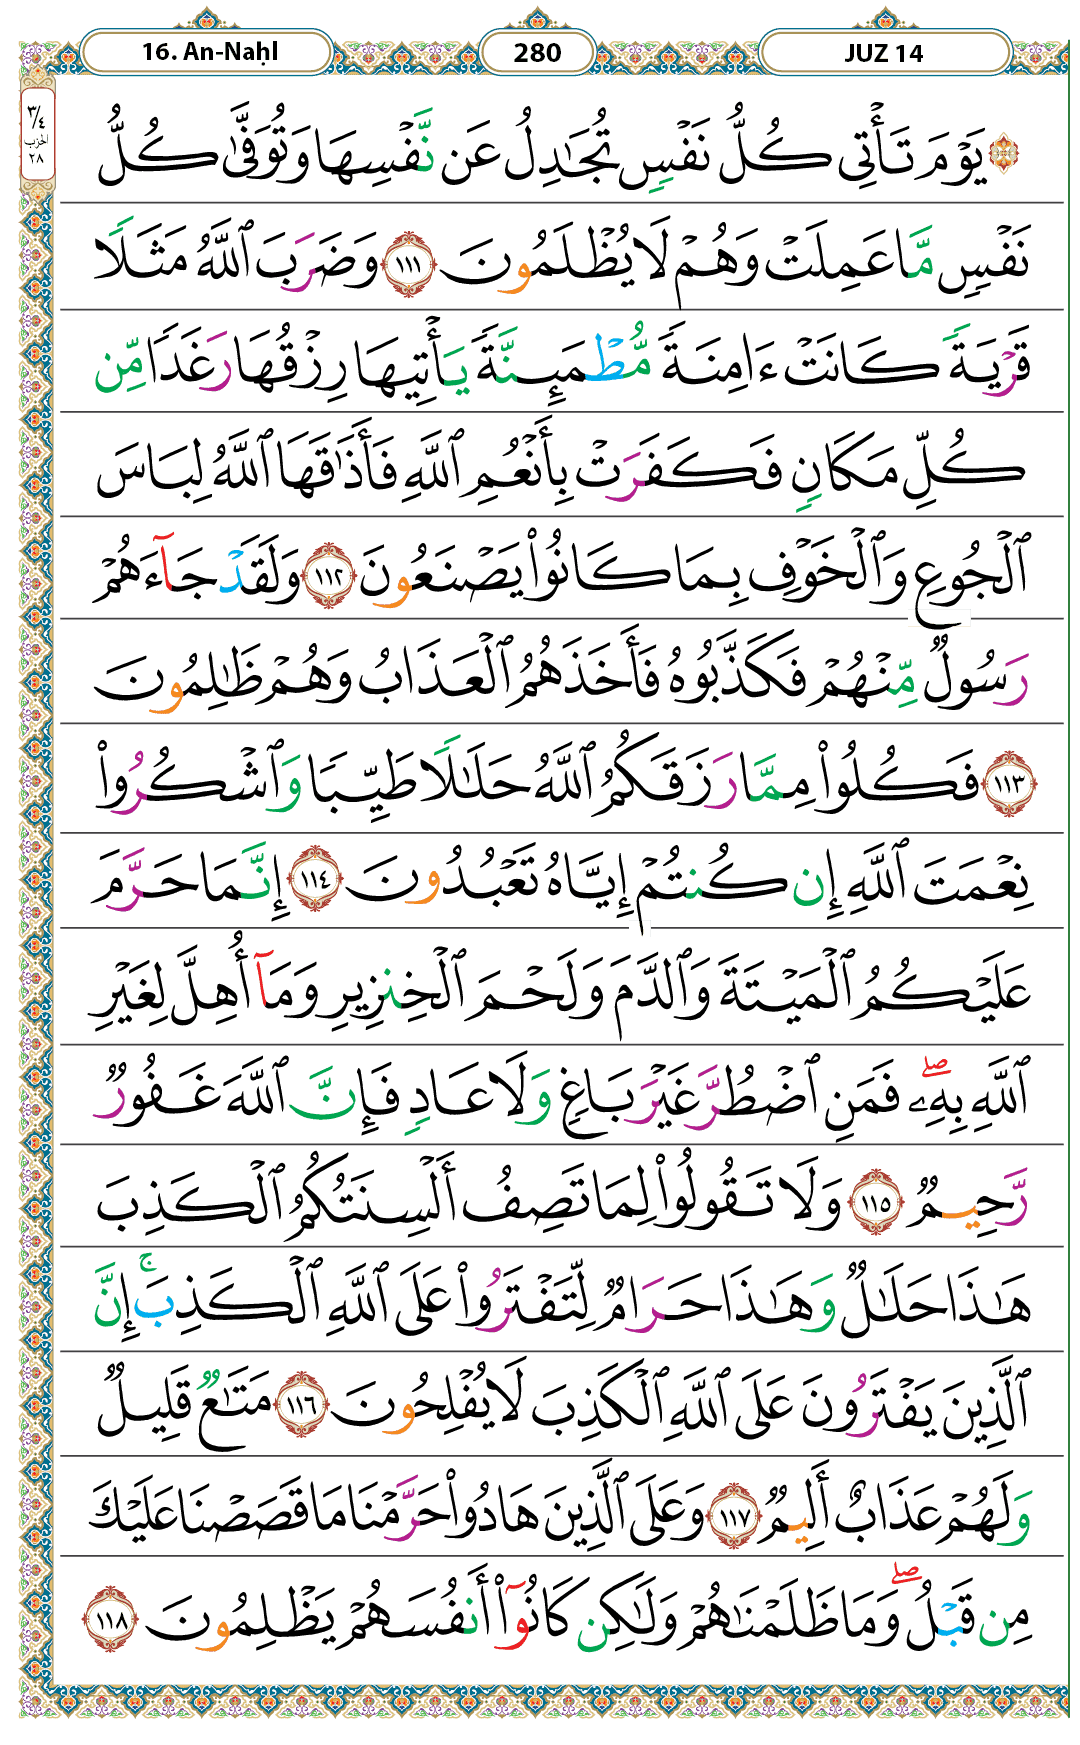 16. An-Naḥl
280
JUZ 14
٣/٤
الحزب
٢٨
۞ يَوْمَ تَأْتِى كُلُّ نَفْسٍ تُجَٰدِلُ عَن نَّفْسِهَا وَتُوَفَّىٰ كُلُّ
نَفْسٍ مَّا عَمِلَتْ وَهُمْ لَا يُظْلَمُونَ ١١١ وَضَرَبَ ٱللَّهُ مَثَلًا
قَرْيَةً كَانَتْ ءَامِنَةً مُّطْمَئِنَّةً يَأْتِيهَا رِزْقُهَا رَغَدًا مِّن
كُلِّ مَكَانٍ فَكَفَرَتْ بِأَنْعُمِ ٱللَّهِ فَأَذَٰقَهَا ٱللَّهُ لِبَاسَ
ٱلْجُوعِ وَٱلْخَوْفِ بِمَا كَانُوا۟ يَصْنَعُونَ ١١٢ وَلَقَدْ جَآءَهُمْ
رَسُولٌ مِّنْهُمْ فَكَذَّبُوهُ فَأَخَذَهُمُ ٱلْعَذَابُ وَهُمْ ظَٰلِمُونَ
١١٣ فَكُلُوا۟ مِمَّا رَزَقَكُمُ ٱللَّهُ حَلَٰلًا طَيِّبًا وَٱشْكُرُوا۟
نِعْمَتَ ٱللَّهِ إِن كُنتُمْ إِيَّاهُ تَعْبُدُونَ ١١٤ إِنَّمَا حَرَّمَ
عَلَيْكُمُ ٱلْمَيْتَةَ وَٱلدَّمَ وَلَحْمَ ٱلْخِنزِيرِ وَمَآ أُهِلَّ لِغَيْرِ
ٱللَّهِ بِهِۦ ۖ فَمَنِ ٱضْطُرَّ غَيْرَ بَاغٍ وَلَا عَادٍ فَإِنَّ ٱللَّهَ غَفُورٌ
رَّحِيمٌ ١١٥ وَلَا تَقُولُوا۟ لِمَا تَصِفُ أَلْسِنَتُكُمُ ٱلْكَذِبَ
هَٰذَا حَلَٰلٌ وَهَٰذَا حَرَامٌ لِّتَفْتَرُوا۟ عَلَى ٱللَّهِ ٱلْكَذِبَ ۚ إِنَّ
ٱلَّذِينَ يَفْتَرُونَ عَلَى ٱللَّهِ ٱلْكَذِبَ لَا يُفْلِحُونَ ١١٦ مَتَٰعٌ قَلِيلٌ
وَلَهُمْ عَذَابٌ أَلِيمٌ ١١٧ وَعَلَى ٱلَّذِينَ هَادُوا۟ حَرَّمْنَا مَا قَصَصْنَا عَلَيْكَ
مِن قَبْلُ ۖ وَمَا ظَلَمْنَٰهُمْ وَلَٰكِن كَانُوٓا۟ أَنفُسَهُمْ يَظْلِمُونَ ١١٨